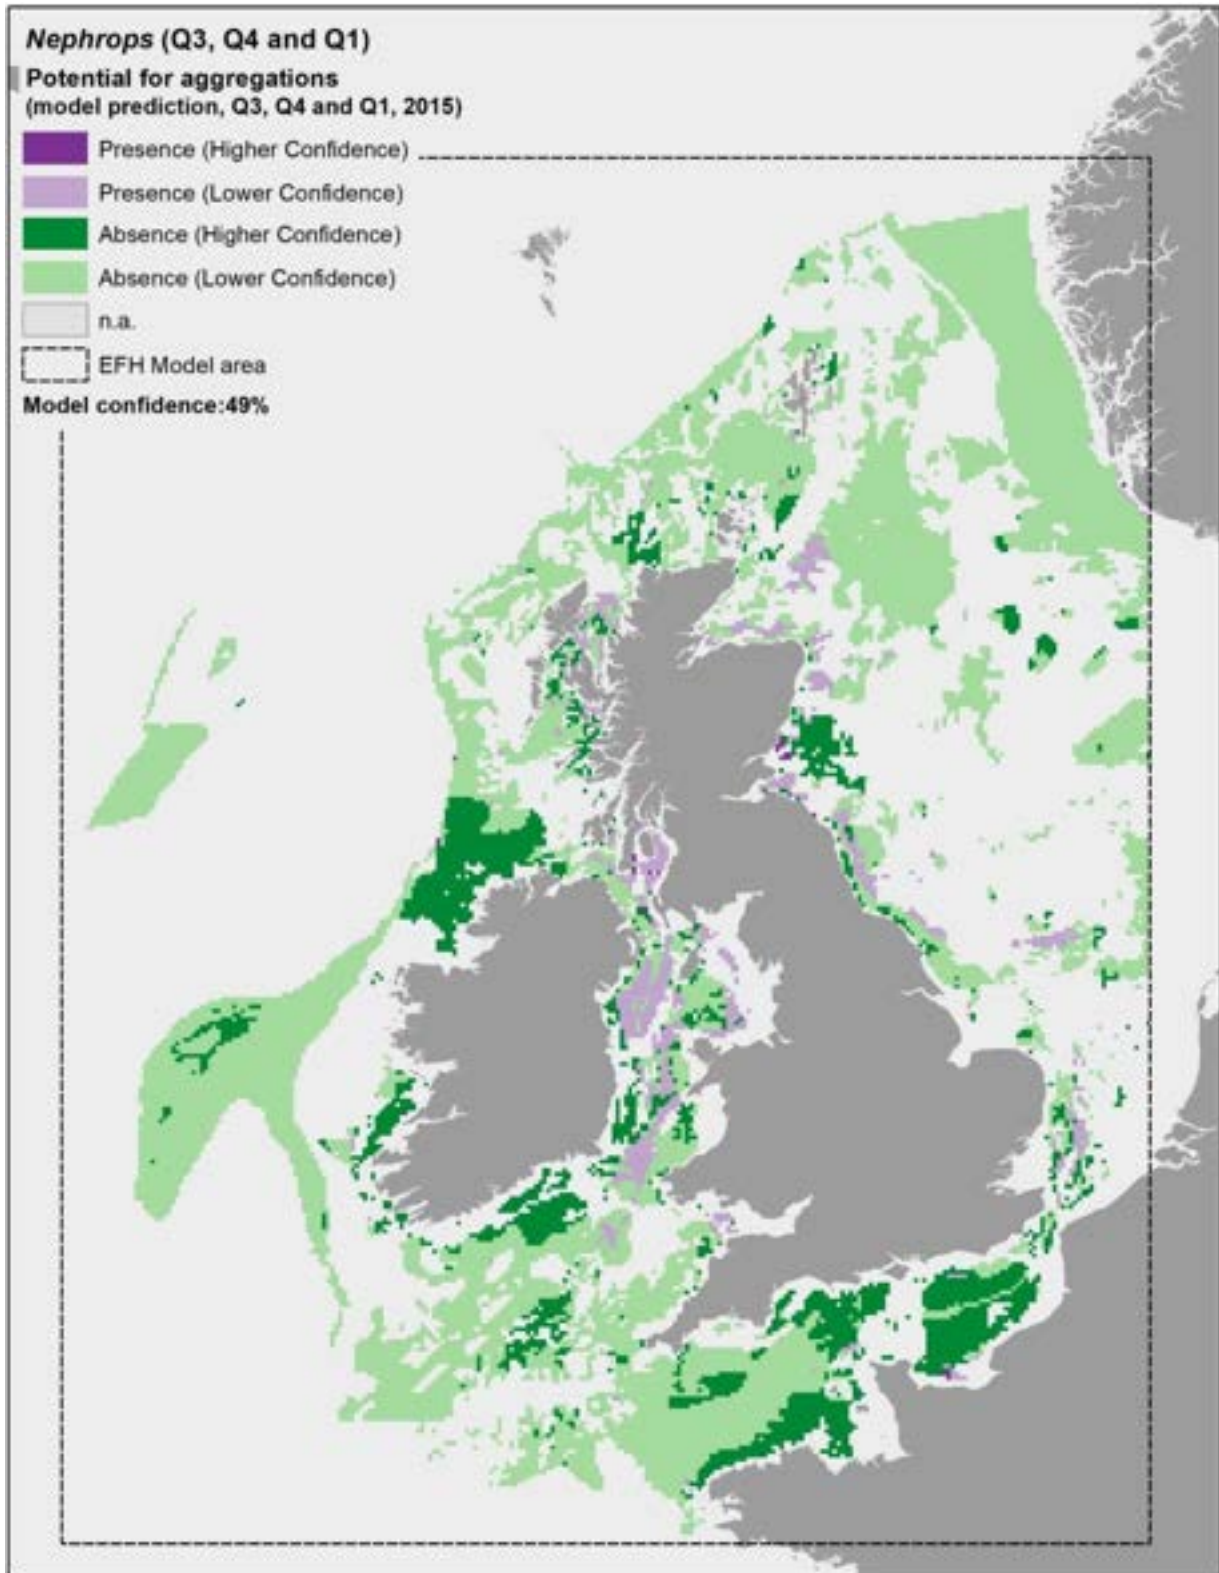 Nephrops (Q3, Q4 and Q1)
Potential for aggregations
(model prediction, Q3, Q4 and Q1, 2015)
Presence (Higher Confidence)
Presence (Lower Confidence)
Absence (Higher Confidence)
Absence (Lower Confidence)
n.a.
EFH Model area
Model confidence:49%